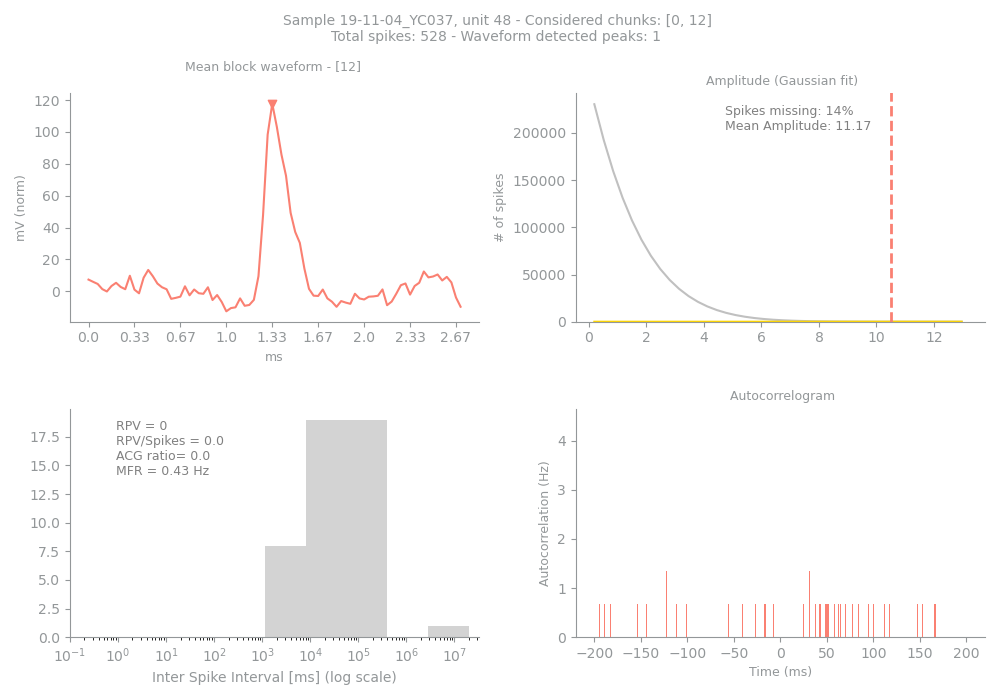 Sample 19-11-04_YC037, unit 48 - Considered chunks: [0, 12]
Total spikes: 528 - Waveform detected peaks: 1
Mean block waveform - [12]
120
100
80
60
40
20
0
mV (norm)
0.0 0.33 0.67 1.0 1.33 1.67 2.0 2.33 2.67
ms
Amplitude (Gaussian fit)
Spikes missing: 14%
Mean Amplitude: 11.17
200000
150000
100000
50000
0
# of spikes
0 2 4 6 8 10 12
RPV = 0
RPV/Spikes = 0.0
ACG ratio= 0.0
MFR = 0.43 Hz
17.5
15.0
12.5
10.0
7.5
5.0
2.5
0.0
10⁻¹ 10⁰ 10¹ 10² 10³ 10⁴ 10⁵ 10⁶ 10⁷
Inter Spike Interval [ms] (log scale)
Autocorrelogram
4
3
2
1
0
Autocorrelation (Hz)
−200 −150 −100 −50 0 50 100 150 200
Time (ms)